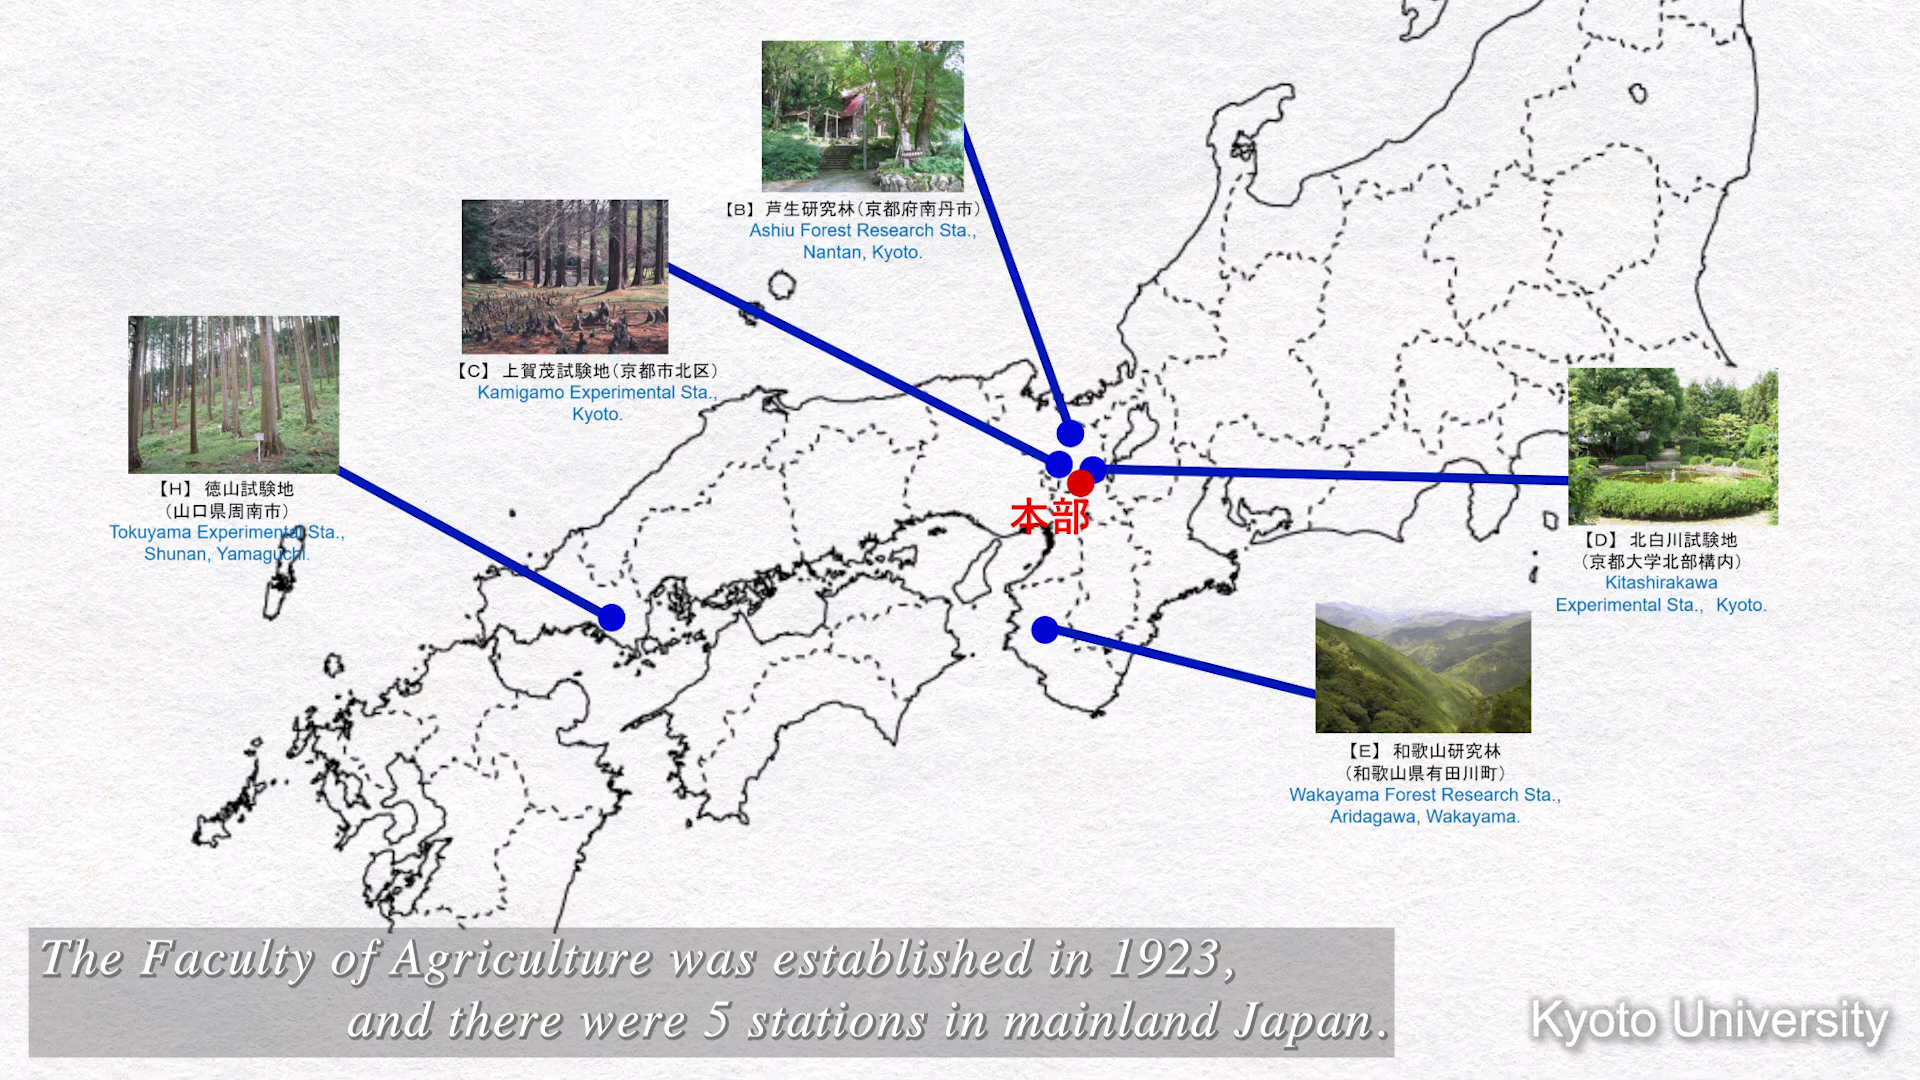 【B】 芦生研究林（京都府南丹市）
Ashiu Forest Research Sta.,
Nantan, Kyoto.
【C】 上賀茂試験地（京都市北区）
Kamigamo Experimental Sta.,
Kyoto.
【H】 徳山試験地
（山口県周南市）
Tokuyama Experimental Sta.,
Shunan, Yamaguchi.
本部
【D】 北白川試験地
（京都大学北部構内）
Kitashirakawa
Experimental Sta., Kyoto.
【E】 和歌山研究林
（和歌山県有田川町）
Wakayama Forest Research Sta.,
Aridagawa, Wakayama.
The Faculty of Agriculture was established in 1923,
and there were 5 stations in mainland Japan.
Kyoto University